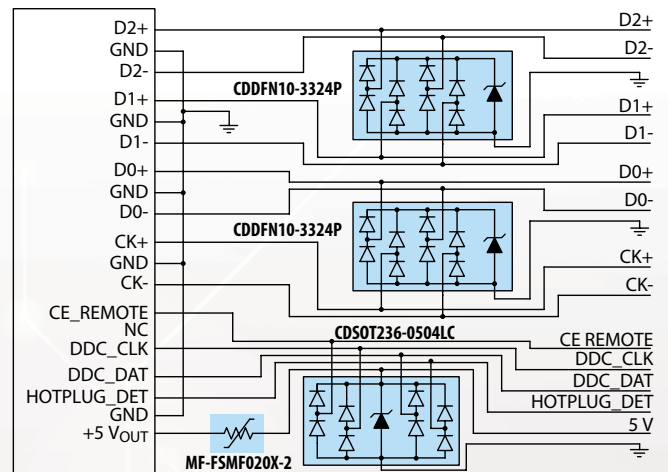 D2+
GND
D2-
D1+
GND
D1-
D0+
GND
D0-
CK+
GND
CK-
CE_REMOTE
NC
DDC_CLK
DDC_DAT
HOTPLUG_DET
GND
+5 VOUT
CDDFN10-3324P
CDDFN10-3324P
CDSOT236-0504LC
MF-FSMF020X-2
D2+
D2-
D1+
D1-
D0+
D0-
CK+
CK-
CE REMOTE
DDC_CLK
DDC_DAT
HOTPLUG_DET
5 V